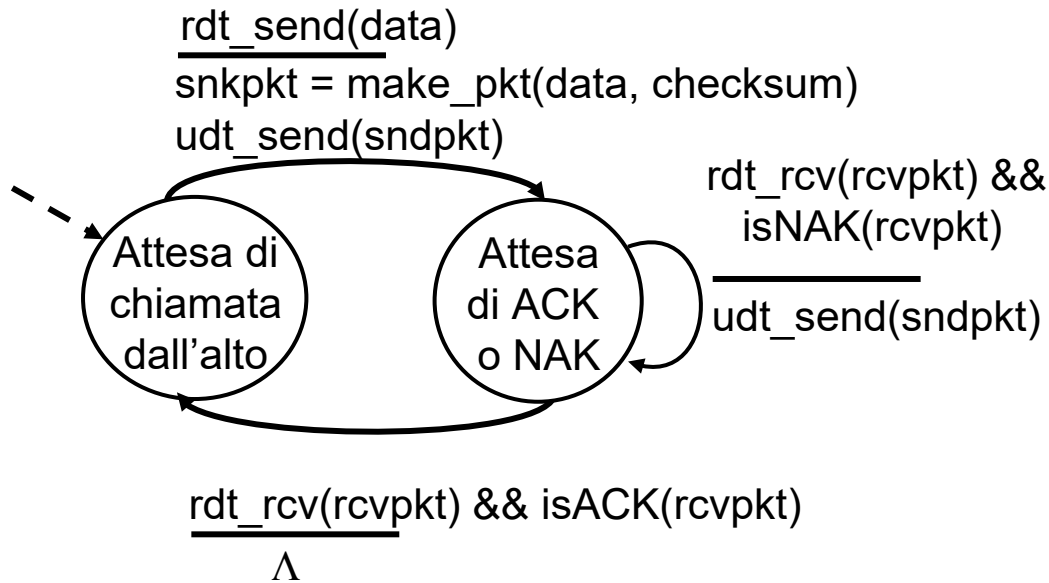 rdt_send(data)
snkpkt = make_pkt(data, checksum)
udt_send(sndpkt)
rdt_rcv(rcvpkt) &&
isNAK(rcvpkt)
udt_send(sndpkt)
Attesa di
chiamata
dall’alto
Attesa
di ACK
o NAK
rdt_rcv(rcvpkt) && isACK(rcvpkt)
Λ